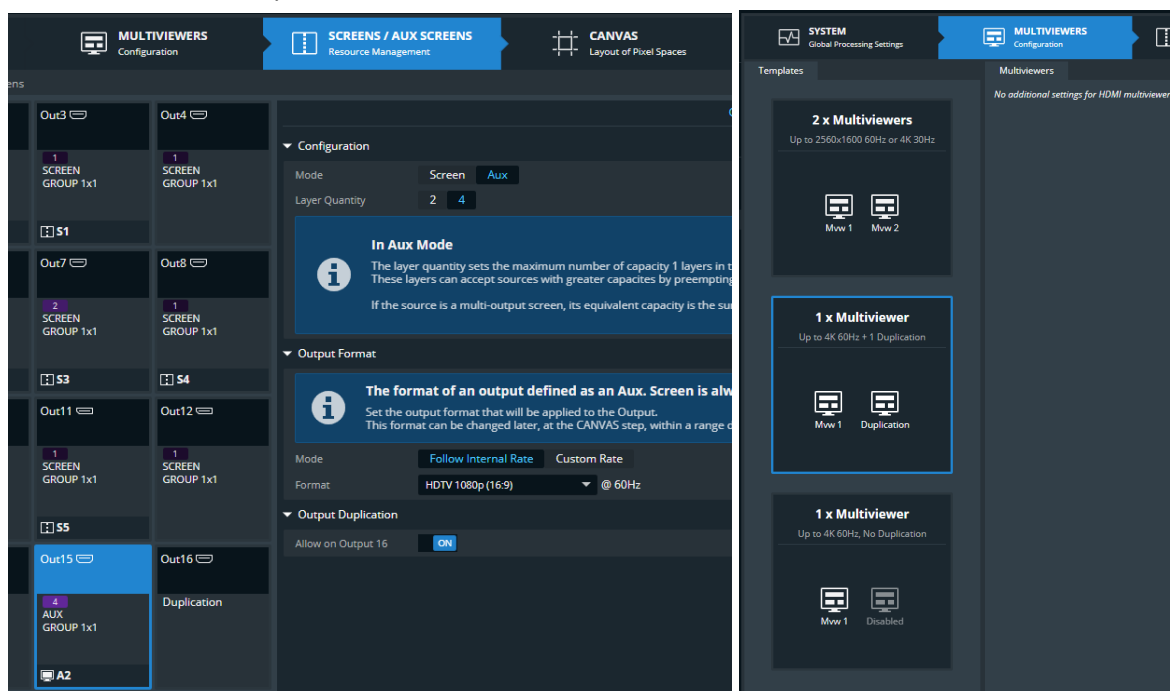 MULTIVIEWERS
Configuration
SCREENS / AUX SCREENS
Resource Management
CANVAS
Layout of Pixel Spaces
Out3
Out4
1
SCREEN
GROUP 1x1
1
SCREEN
GROUP 1x1
S1
Out7
Out8
2
SCREEN
GROUP 1x1
1
SCREEN
GROUP 1x1
S3
S4
Out11
Out12
1
SCREEN
GROUP 1x1
1
SCREEN
GROUP 1x1
S5
Out15
Out16
4
AUX
GROUP 1x1
Duplication
A2
Configuration
Mode Screen Aux
Layer Quantity 2 4
In Aux Mode
The layer quantity sets the maximum number of capacity 1 layers in
These layers can accept sources with greater capacites by preempting
If the source is a multi-output screen, its equivalent capacity is the
Output Format
The format of an output defined as an Aux. Screen is
Set the output format that will be applied to the Output.
This format can be changed later, at the CANVAS step, within a range
Mode Follow Internal Rate Custom Rate
Format HDTV 1080p (16:9) @ 60Hz
Output Duplication
Allow on Output 16 ON
SYSTEM
Global Processing Settings
MULTIVIEWERS
Configuration
Templates
Multiviewers
No additional settings for HDMI multiviewer
2 x Multiviewers
Up to 2560x1600 60Hz or 4K 30Hz
Mvw 1 Mvw 2
1 x Multiviewer
Up to 4K 60Hz + 1 Duplication
Mvw 1 Duplication
1 x Multiviewer
Up to 4K 60Hz, No Duplication
Mvw 1 Disabled